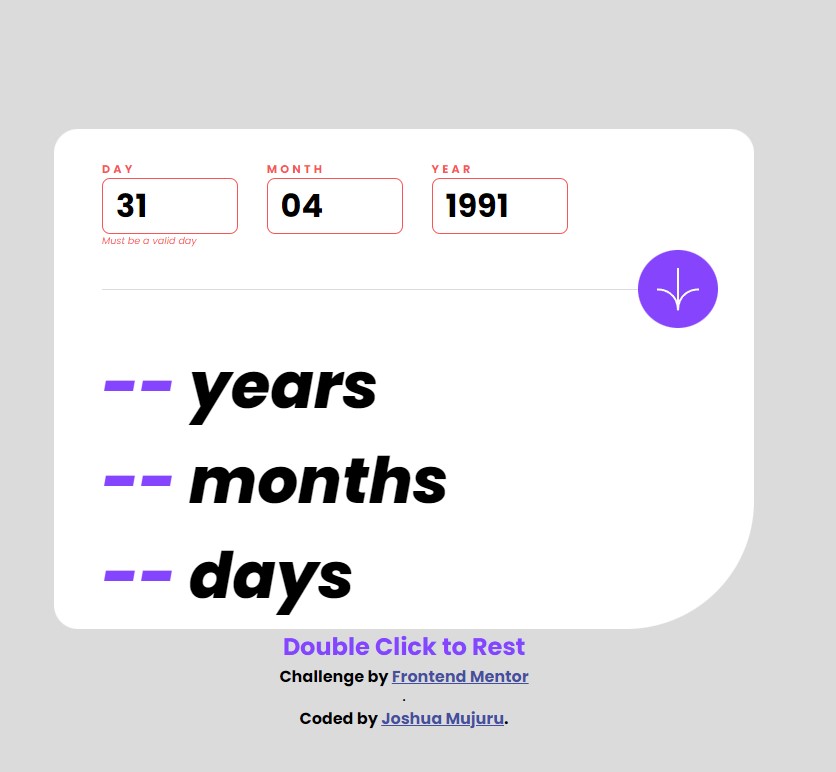 DAY MONTH YEAR
31 04 1991
Must be a valid day
-- years
-- months
-- days
Double Click to Rest
Challenge by Frontend Mentor
.
Coded by Joshua Mujuru.